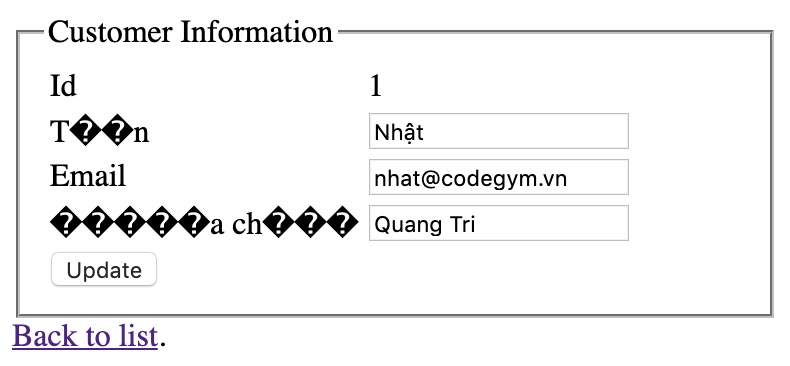 Customer Information
Id 1
T��n Nhật
Email nhat@codegym.vn
�����a ch��� Quang Tri
Update
Back to list.